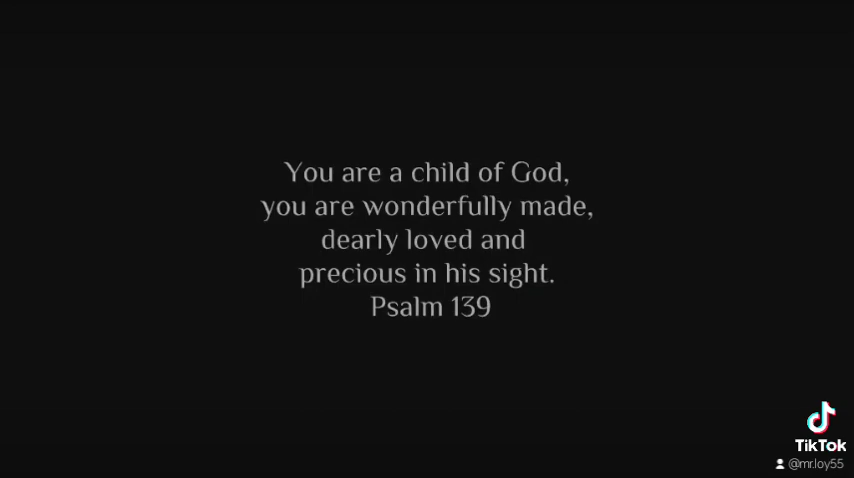 You are a child of God,
you are wonderfully made,
dearly loved and
precious in his sight.
Psalm 139
TikTok
@mr.loy55